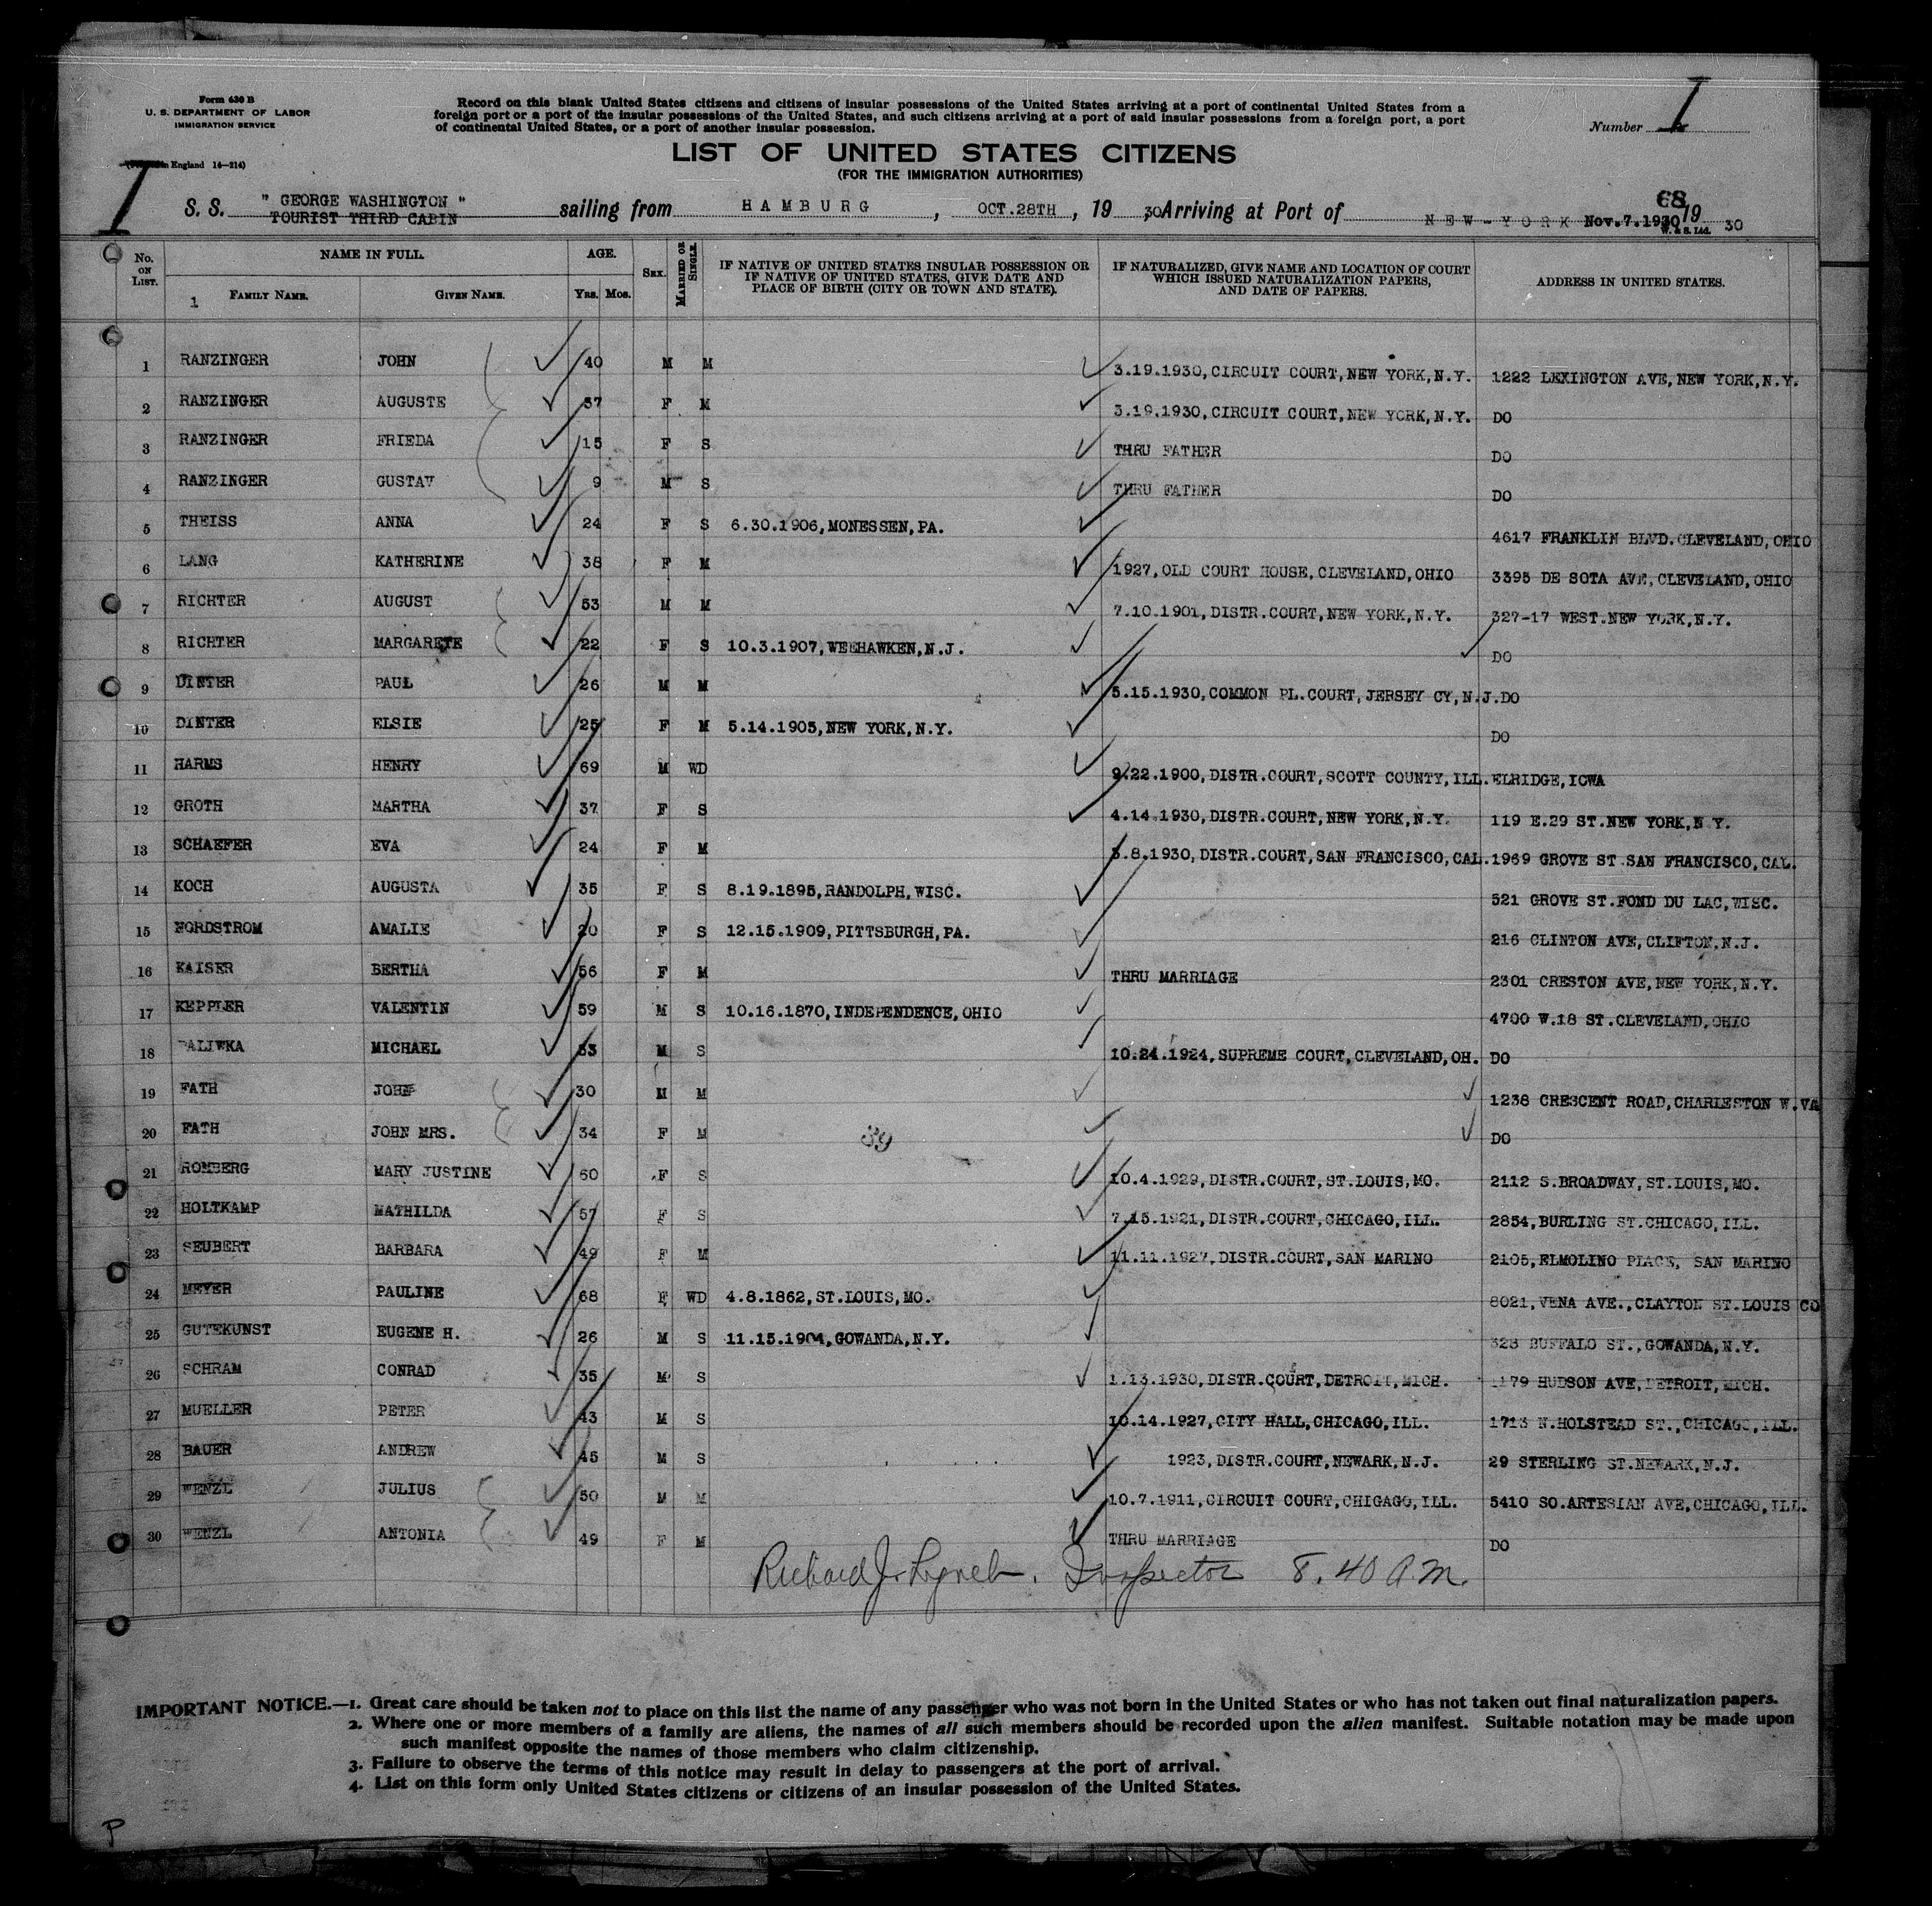 Form 630 B
U. S. DEPARTMENT OF LABOR
IMMIGRATION SERVICE
in England 14—214)
Record on this blank United States citizens and citizens of insular possessions of the United States arriving at a port of continental United States from a
foreign port or a port of the insular possessions of the United States, and such citizens arriving at a port of said insular possessions from a foreign port, a port
of continental United States, or a port of another insular possession.
Number I
LIST OF UNITED STATES CITIZENS
(FOR THE IMMIGRATION AUTHORITIES)
I
68
S. S. " GEORGE WASHINGTON " TOURIST THIRD CABIN sailing from HAMBURG, OCT.28TH, 19 30 Arriving at Port of NEW-YORK Nov.7.1930 19 30
W. & S. Ltd.
No. ON LIST. NAME IN FULL. AGE. SEX. MARRIED OR SINGLE. IF NATIVE OF UNITED STATES INSULAR POSSESSION OR IF NATIVE OF UNITED STATES, GIVE DATE AND PLACE OF BIRTH (CITY OR TOWN AND STATE). IF NATURALIZED, GIVE NAME AND LOCATION OF COURT WHICH ISSUED NATURALIZATION PAPERS, AND DATE OF PAPERS. ADDRESS IN UNITED STATES.
1 FAMILY NAME. GIVEN NAME. Yrs. Mos.
1 RANZINGER JOHN 40 M M 3.19.1930,CIRCUIT COURT,NEW YORK,N.Y. 1222 LEXINGTON AVE,NEW YORK,N.Y.
2 RANZINGER AUGUSTE 37 F M 3.19.1930,CIRCUIT COURT,NEW YORK,N.Y. DO
3 RANZINGER FRIEDA 15 F S THRU FATHER DO
4 RANZINGER GUSTAV 9 M S THRU FATHER DO
5 THEISS ANNA 24 F S 6.30.1906,MONESSEN,PA. 4617 FRANKLIN BLVD.CLEVELAND,OHIO
6 LANG KATHERINE 38 F M 1927,OLD COURT HOUSE,CLEVELAND,OHIO 3395 DE SOTA AVE,CLEVELAND,OHIO
7 RICHTER AUGUST 53 M M 7.10.1901,DISTR.COURT,NEW YORK,N.Y. 327-17 WEST.NEW YORK,N.Y.
8 RICHTER MARGARETE 22 F S 10.3.1907,WEEHAWKEN,N.J. DO
9 DINTER PAUL 26 M M 5.15.1930,COMMON PL.COURT,JERSEY CY,N.J. DO
10 DINTER ELSIE 25 F M 5.14.1905,NEW YORK,N.Y. DO
11 HARMS HENRY 69 M WD 9.22.1900,DISTR.COURT,SCOTT COUNTY,ILL. ELRIDGE,IOWA
12 GROTH MARTHA 37 F S 4.14.1930,DISTR.COURT,NEW YORK,N.Y. 119 E.29 ST.NEW YORK,N.Y.
13 SCHAEFER EVA 24 F M 8.1930,DISTR.COURT,SAN FRANCISCO,CAL. 1969 GROVE ST.SAN FRANCISCO,CAL.
14 KOCH AUGUSTA 35 F S 8.19.1895,RANDOLPH,WISC. 521 GROVE ST.FOND DU LAC,WISC.
15 NORDSTROM AMALIE 20 F S 12.15.1909,PITTSBURGH,PA. 216 CLINTON AVE,CLIFTON,N.J.
16 KAISER BERTHA 56 F M THRU MARRIAGE 2301 CRESTON AVE,NEW YORK,N.Y.
17 KEPPLER VALENTIN 59 M S 10.16.1870,INDEPENDENCE,OHIO 4700 W.18 ST.CLEVELAND,OHIO
18 PALIWKA MICHAEL 53 M S 10.24.1924,SUPREME COURT,CLEVELAND,OH. DO
19 FATH JOHN 30 M M 1238 CRESCENT ROAD,CHARLESTON W.VA
20 FATH JOHN MRS. 34 F M 39 DO
21 ROMBERG MARY JUSTINE 60 F S 10.4.1929,DISTR.COURT,ST.LOUIS,MO. 2112 S.BROADWAY,ST.LOUIS,MO.
22 HOLTKAMP MATHILDA 57 F S 7.15.1921,DISTR.COURT,CHICAGO,ILL. 2854,BURLING ST.CHICAGO,ILL.
23 SEUBERT BARBARA 49 F M 11.11.1927,DISTR.COURT,SAN MARINO 2105,ELMOLINO PLACE, SAN MARINO
24 MEYER PAULINE 68 F WD 4.8.1862,ST.LOUIS,MO. 8021,VENA AVE.,CLAYTON ST.LOUIS CO
25 GUTEKUNST EUGENE H. 26 M S 11.15.1904,GOWANDA,N.Y. 323 BUFFALO ST.,GOWANDA,N.Y.
26 SCHRAM CONRAD 35 M S 1.13.1930,DISTR.COURT,DETROIT,MICH. 1179 HUDSON AVE,DETROIT,MICH.
27 MUELLER PETER 43 M S 10.14.1927,CITY HALL,CHICAGO,ILL. 1713 N.HOLSTEAD ST.,CHICAGO,ILL.
28 BAUER ANDREW 45 M S 1923,DISTR.COURT,NEWARK,N.J. 29 STERLING ST.NEWARK,N.J.
29 WENZL JULIUS 50 M M 10.7.1911,CIRCUIT COURT,CHIGAGO,ILL. 5410 SO.ARTESIAN AVE,CHICAGO,ILL.
30 WENZL ANTONIA 49 F M THRU MARRIAGE DO
Richard J. Lynch. Inspector 8.40 A.M.
IMPORTANT NOTICE.—1. Great care should be taken not to place on this list the name of any passenger who was not born in the United States or who has not taken out final naturalization papers.
2. Where one or more members of a family are aliens, the names of all such members should be recorded upon the alien manifest. Suitable notation may be made upon
such manifest opposite the names of those members who claim citizenship.
3. Failure to observe the terms of this notice may result in delay to passengers at the port of arrival.
4. List on this form only United States citizens or citizens of an insular possession of the United States.
P